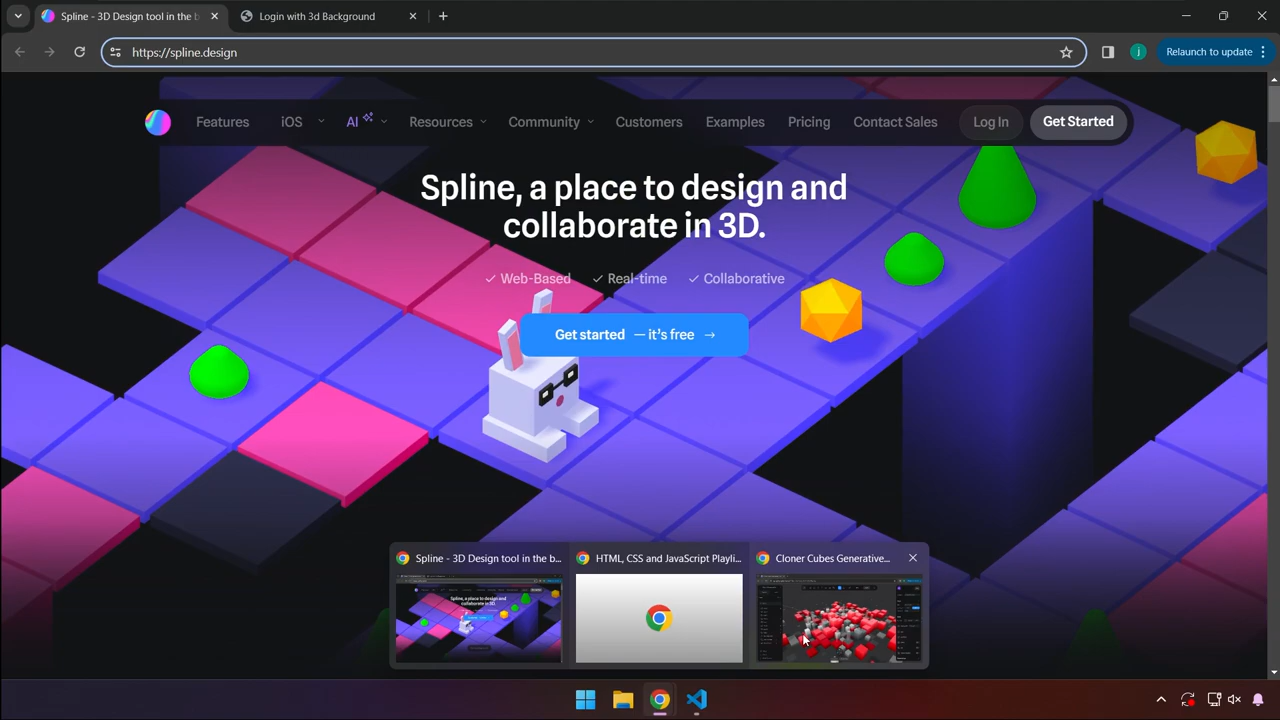 Spline - 3D Design tool in the b
Login with 3d Background
https://spline.design
j
Relaunch to update
Features
iOS
AI
Resources
Community
Customers
Examples
Pricing
Contact Sales
Log In
Get Started
Spline, a place to design and
collaborate in 3D.
Web-Based
Real-time
Collaborative
Get started — it's free →
Spline - 3D Design tool in the b...
HTML, CSS and JavaScript Playli...
Cloner Cubes Generative...
Spline, a place to design and
collaborate in 3D.